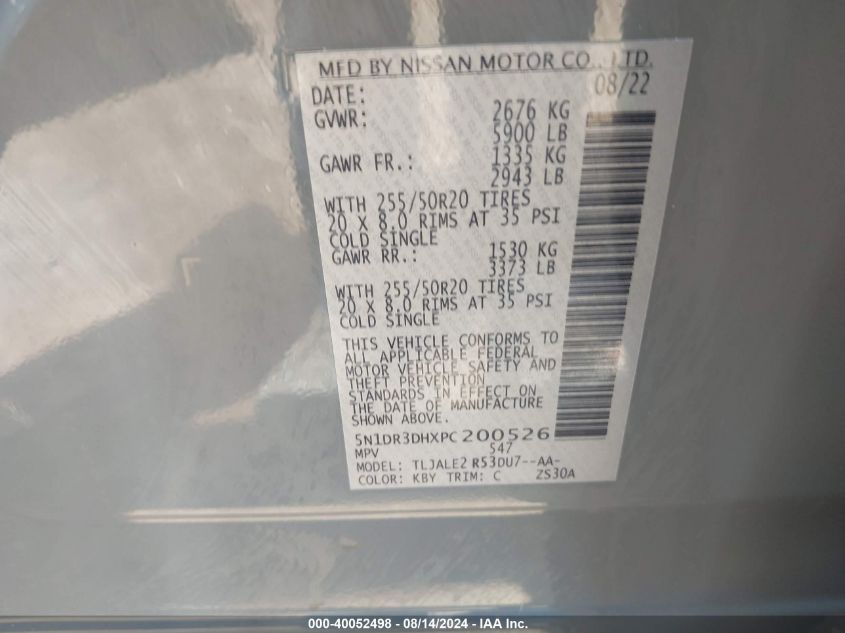 MFD BY NISSAN MOTOR CO., LTD.
DATE: 08/22
GVWR: 2676 KG
5900 LB
GAWR FR.: 1335 KG
2943 LB
WITH 255/50R20 TIRES
20 X 8.0 RIMS AT 35 PSI
COLD SINGLE
GAWR RR.: 1530 KG
3373 LB
WITH 255/50R20 TIRES
20 X 8.0 RIMS AT 35 PSI
COLD SINGLE
THIS VEHICLE CONFORMS TO
ALL APPLICABLE FEDERAL
MOTOR VEHICLE SAFETY AND
THEFT PREVENTION
STANDARDS IN EFFECT ON
THE DATE OF MANUFACTURE
SHOWN ABOVE.
5N1DR3DHXPC200526
MPV 547
MODEL: TLJALE2 R53DU7--AA-
COLOR: KBY TRIM: C ZS30A
000-40052498 - 08/14/2024 - IAA Inc.